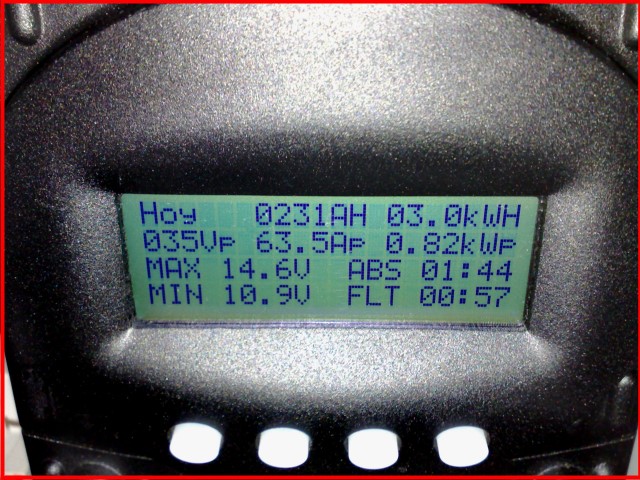 Hoy 0231AH 03.0kWH
035Vp 63.5Ap 0.82kWp
MAX 14.6V ABS 01:44
MIN 10.9V FLT 00:57